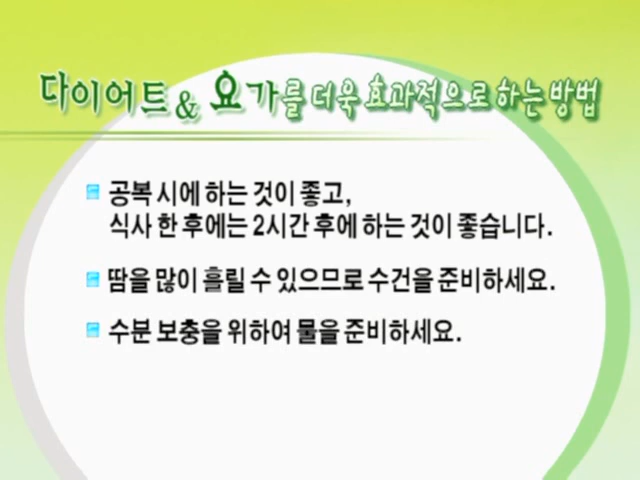 다이어트 & 요가를 더욱 효과적으로 하는 방법
공복 시에 하는 것이 좋고,
식사 한 후에는 2시간 후에 하는 것이 좋습니다.
땀을 많이 흘릴 수 있으므로 수건을 준비하세요.
수분 보충을 위하여 물을 준비하세요.